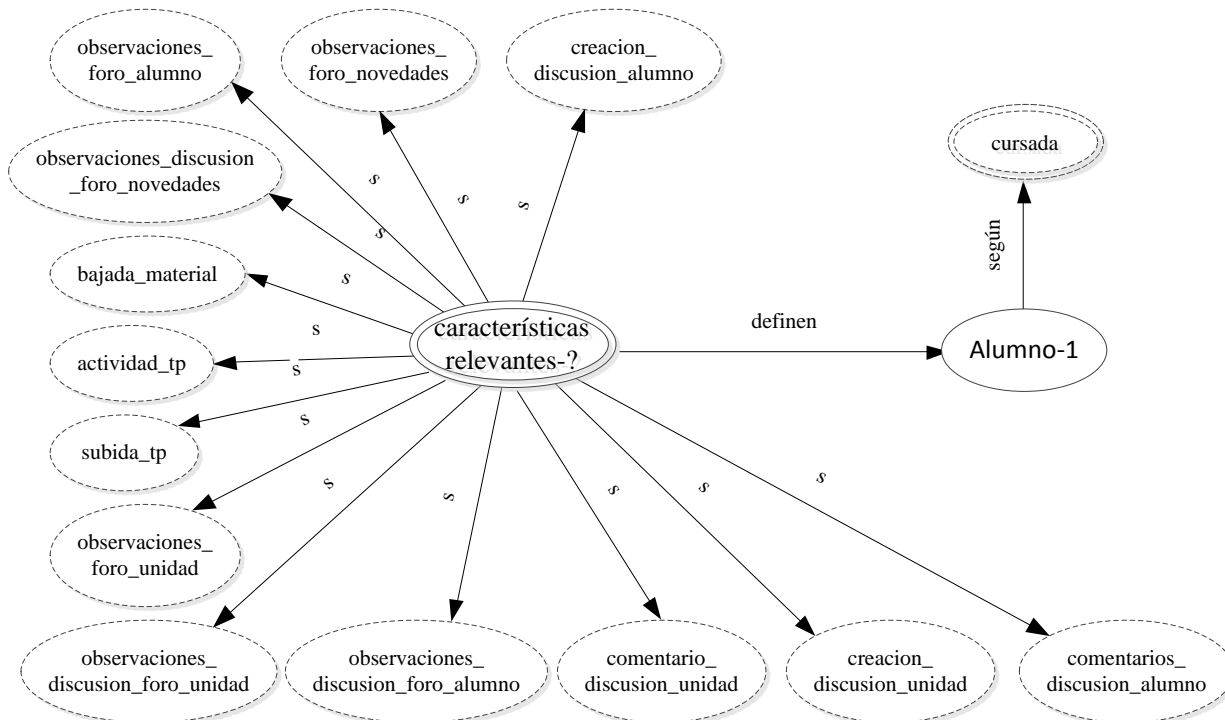 observaciones_
foro_alumno
observaciones_
foro_novedades
creacion_
discusion_alumno
cursada
observaciones_discusion
_foro_novedades
s
s
s
s
según
bajada_material
s
s
características
relevantes-?
definen
Alumno-1
actividad_tp
s
subida_tp
s
s
s
s
s
s
observaciones_
foro_unidad
observaciones_
discusion_foro_unidad
observaciones_
discusion_foro_alumno
comentario_
discusion_unidad
creacion_
discusion_unidad
comentarios_
discusion_alumno